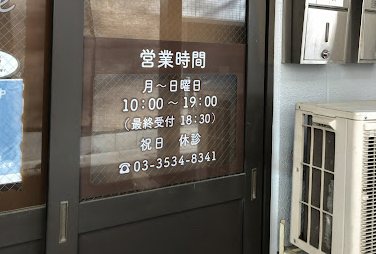 営業時間
月～日曜日
10:00～19:00
(最終受付 18:30)
祝日 休診
☎03-3534-8341